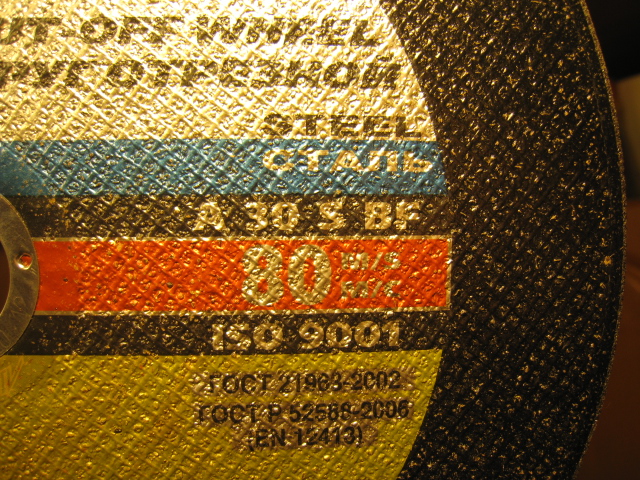 UT-OFF WHEEL
РУГ ОТРЕЗНОЙ
STEEL
СТАЛЬ
A 30 S BF
80 m/s
м/с
ISO 9001
ГОСТ 21963-2002
ГОСТ Р 52588-2006
(EN 12413)